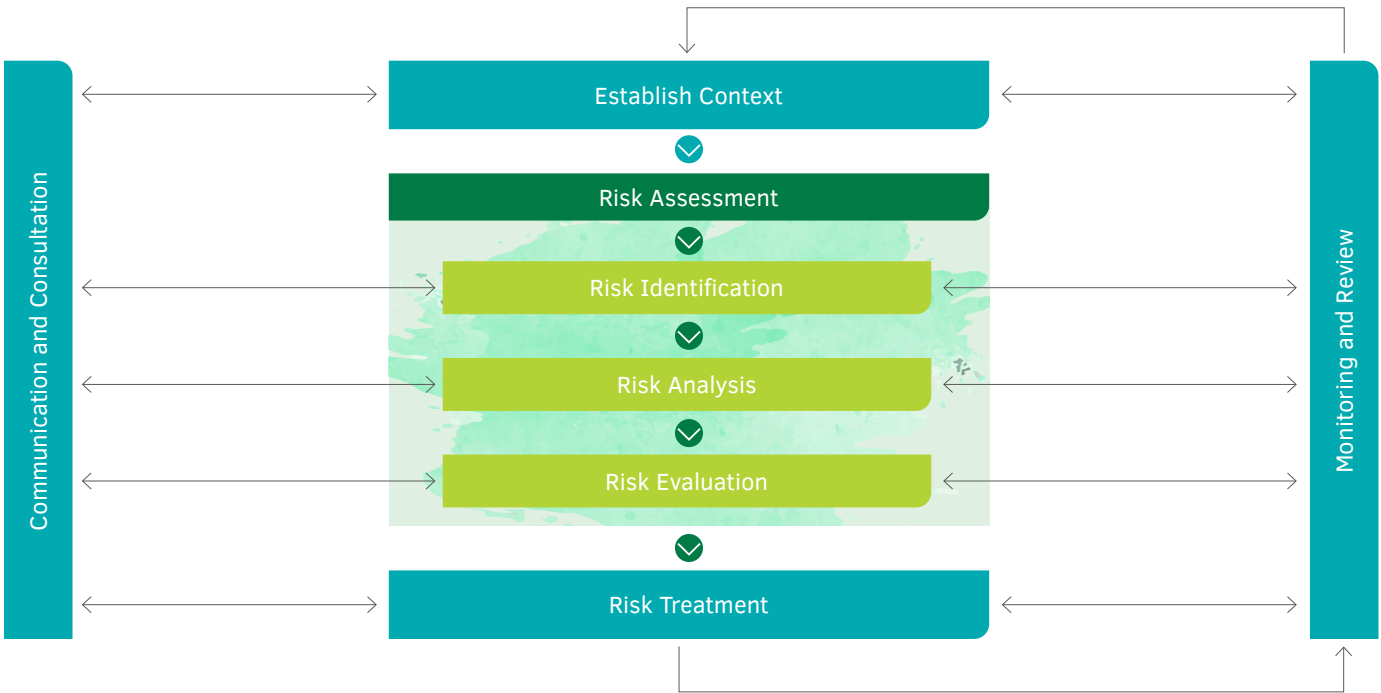 Establish Context
Risk Assessment
Risk Identification
Risk Analysis
Risk Evaluation
Risk Treatment
Communication and Consultation
Monitoring and Review